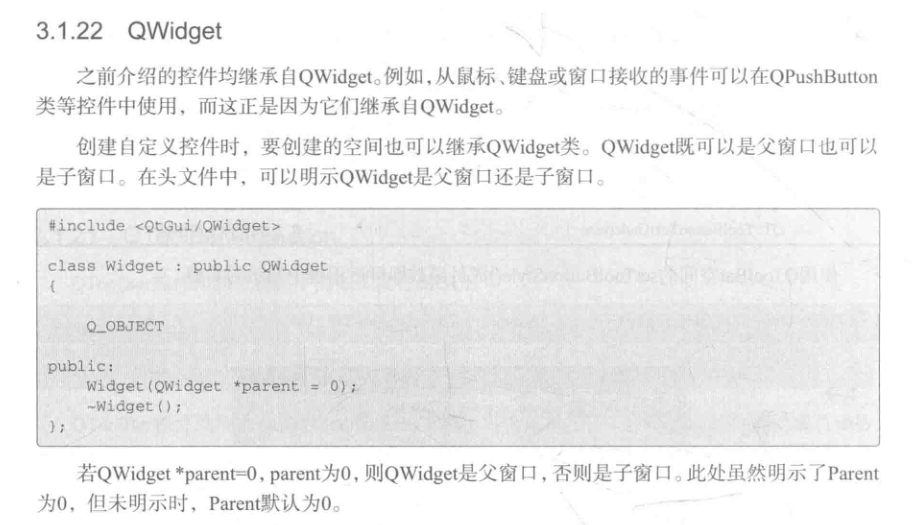 3.1.22 QWidget
之前介绍的控件均继承自QWidget。例如，从鼠标、键盘或窗口接收的事件可以在QPushButton
类等控件中使用，而这正是因为它们继承自QWidget。
创建自定义控件时，要创建的空间也可以继承QWidget类。QWidget既可以是父窗口也可以
是子窗口。在头文件中，可以明示QWidget是父窗口还是子窗口。
#include <QtGui/QWidget>
class Widget : public QWidget
{
Q_OBJECT
public:
Widget(QWidget *parent = 0);
~Widget();
};
若QWidget *parent=0，parent为0，则QWidget是父窗口，否则是子窗口。此处虽然明示了Parent
为0，但未明示时，Parent默认为0。